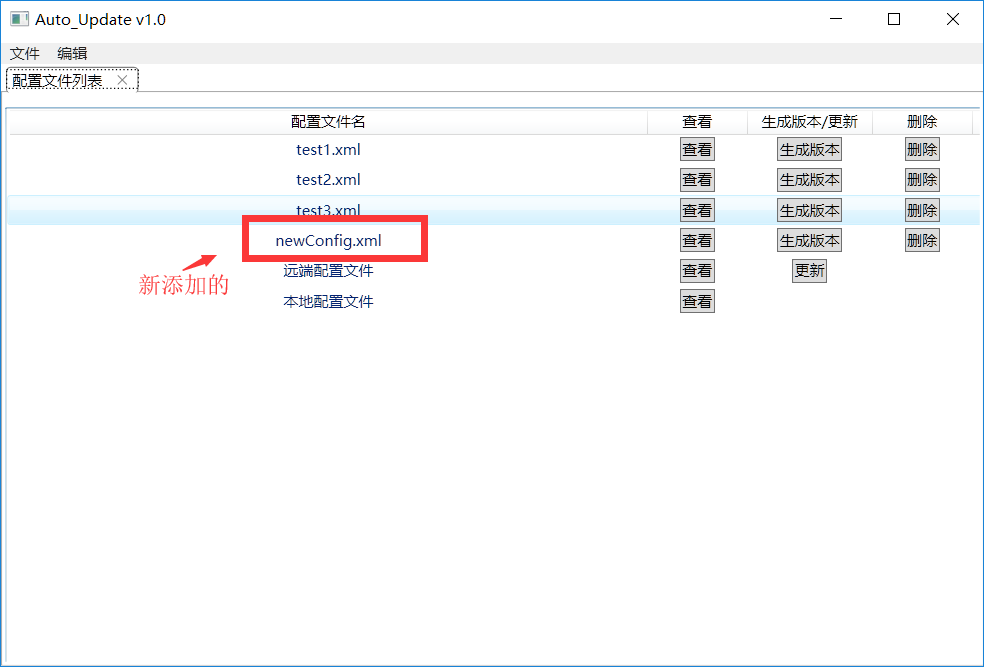 Auto_Update v1.0
文件 编辑
配置文件列表
配置文件名 查看 生成版本/更新 删除
test1.xml 查看 生成版本 删除
test2.xml 查看 生成版本 删除
test3.xml 查看 生成版本 删除
newConfig.xml 查看 生成版本 删除
远端配置文件 查看 更新
新添加的
本地配置文件 查看